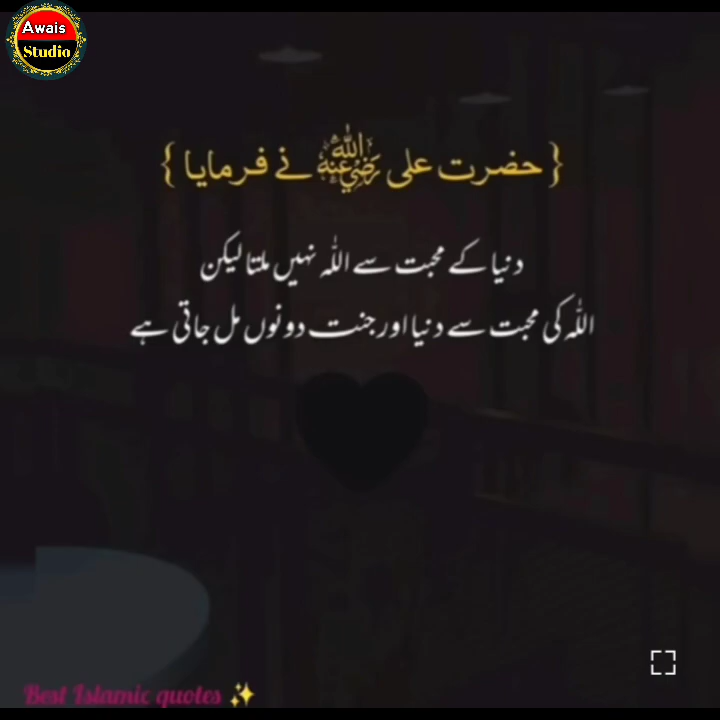 Awais
Studio
{حضرت علی رضی اللہ عنہ نے فرمایا}
دنیا کے محبت سے اللہ نہیں ملتا لیکن
اللہ کی محبت سے دنیا اور جنت دونوں مل جاتی ہے
Best Islamic quotes ✨